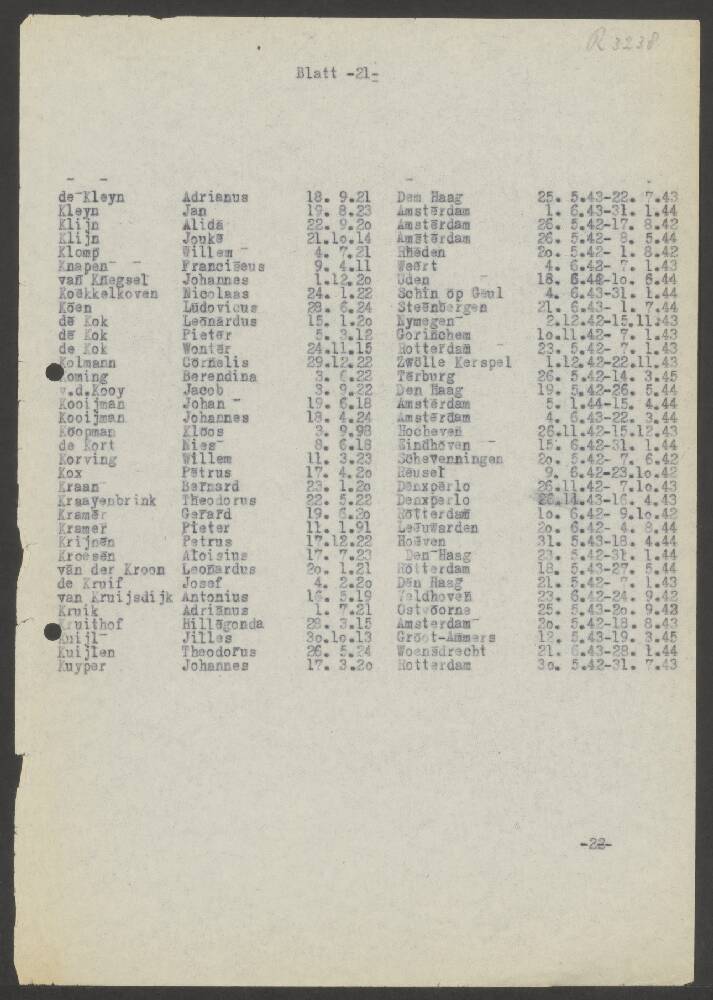 R 3238
Blatt -21-
de Kleyn Adrianus 18. 9.21 Dem Haag 25. 5.43-22. 7.43
Kleyn Jan 19. 8.23 Amsterdam 1. 6.43-31. 1.44
Klijn Alida 22. 9.2o Amsterdam 26. 5.42-17. 8.42
Klijn Jouke 21.1o.14 Amsterdam 26. 5.42- 8. 5.44
Klomp Willem 4. 7.21 Rheden 2o. 5.42- 1. 8.42
Knapen Franciseus 9. 4.11 Weert 4. 6.42- 7. 1.43
van Knegsel Johannes 1.12.2o Uden 18. 6.42-1o. 6.44
Koekkelkoven Nicolaas 24. 1.22 Schin op Geul 4. 6.43-31. 1.44
Koen Ludovicus 28. 6.24 Steenbergen 21. 6.43- 1. 7.44
de Kok Leonardus 15. 1.2o Nymegen 2.12.42-15.11.43
de Kok Pieter 5. 3.12 Gorinchem 1o.11.42- 7. 1.43
de Kok Wonter 24.11.15 Rotterdam 23. 6.42- 7. 1.43
Kolmann Cornelis 29.12.22 Zwolle Kerspel 1.12.42-22.11.43
Koming Berendina 3. 6.22 Terburg 26. 5.42-14. 3.45
v.d.Kooy Jacob 3. 9.22 Den Haag 19. 5.42-26. 5.44
Kooijman Johan 19. 6.18 Amsterdam 5. 1.44-15. 4.44
Kooijman Johannes 18. 4.24 Amsterdam 4. 6.43-22. 3.44
Koopman Kloos 3. 9.98 Hocheven 26.11.42-15.12.43
de Kort Nies 8. 6.18 Eindhoven 15. 6.42-31. 1.44
Korving Willem 11. 3.23 Schevenningen 2o. 5.42- 7. 6.42
Kox Petrus 17. 4.2o Reusel 9. 6.42-23.1o.42
Kraan Bernard 23. 1.2o Denxperlo 26.11.42- 7.1o.43
Kraayenbrink Theodorus 22. 5.22 Denxperlo 26.11.43-16. 4.43
Kramer Gerard 19. 6.2o Rotterdam 1o. 6.42- 9.1o.42
Kramer Pieter 11. 1.91 Leeuwarden 2o. 6.42- 4. 8.44
Krijnen Petrus 17.12.22 Hoeven 31. 5.43-18. 4.44
Kroesen Aloisius 17. 7.23 Den Haag 23. 5.42-31. 1.44
van der Kroon Leonardus 2o. 1.21 Rotterdam 18. 5.43-27. 5.44
de Kruif Josef 4. 2.2o Den Haag 21. 5.42- 7. 1.43
van Kruijsdijk Antonius 16. 5.19 Veldhoven 23. 6.42-24. 9.42
Kruik Adrianus 1. 7.21 Ostvoorne 25. 5.43-2o. 9.43
Kruithof Hillegonda 28. 3.15 Amsterdam 2o. 5.42-18. 8.43
Kuijl Jilles 3o.1o.13 Groot-Ammers 12. 5.43-19. 3.45
Kuijlen Theodorus 26. 5.24 Woensdrecht 21. 6.43-28. 1.44
Kuyper Johannes 17. 3.2o Rotterdam 3o. 5.42-31. 7.43
-22-